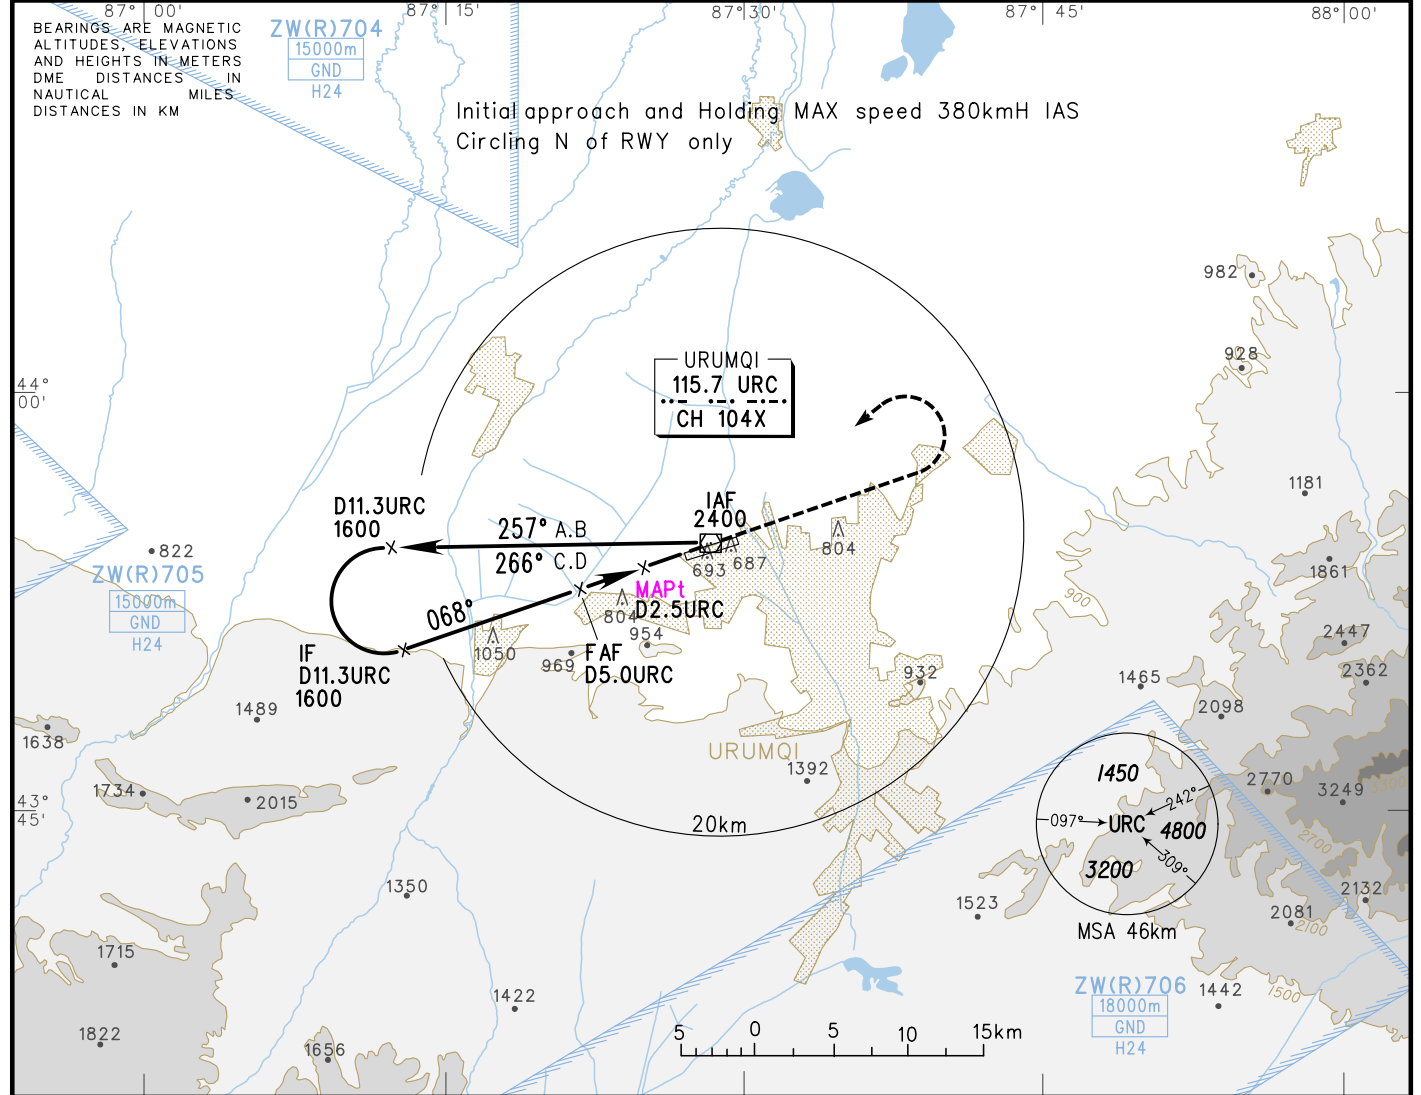 87° 00'
87° 15'
87° 30'
87° 45'
88° 00'
BEARINGS ARE MAGNETIC
ALTITUDES, ELEVATIONS
AND HEIGHTS IN METERS
DME DISTANCES IN
NAUTICAL MILES
DISTANCES IN KM
ZW(R)704
15000m
GND
H24
Initial approach and Holding MAX speed 380kmH IAS
Circling N of RWY only
982
928
URUMQI
115.7 URC
CH 104X
44°
00'
1181
D11.3URC
1600
257° A.B
266° C.D
IAF
2400
693
687
804
822
ZW(R)705
15000m
GND
H24
1861
900
MAPt
D2.5URC
804
068°
954
2447
1050
969
FAF
D5.0URC
IF
D11.3URC
1600
932
1465
2362
2098
1489
1638
URUMQI
1392
1450
2770
3249
3300
1734
2015
43°
45'
20km
097°
URC
242°
4800
309°
3200
MSA 46km
2700
1350
1523
2132
2081
2100
1715
ZW(R)706
18000m
GND
H24
1442
1500
1422
1822
1656
5 0 5 10 15km